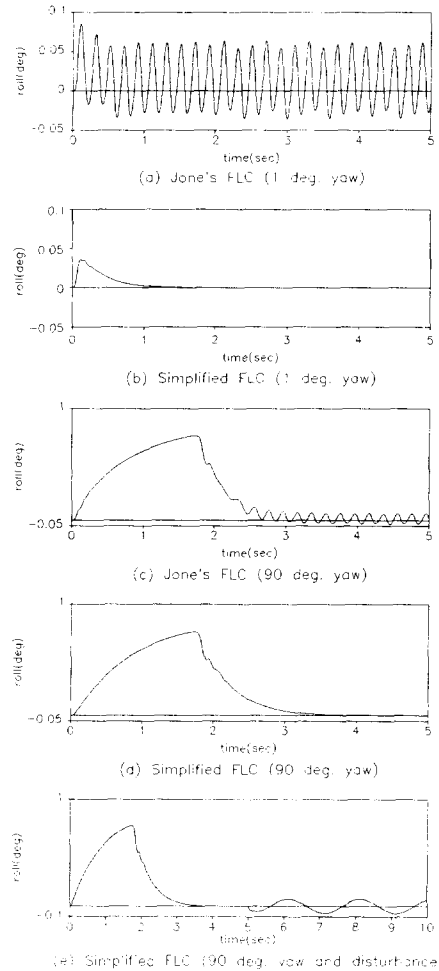 0.1
0.05
0
-0.05
roll(deg)
0 1 2 3 4 5
time(sec)
(a) Jone's FLC (1 deg. yaw)
0.1
0.05
0
-0.05
roll(deg)
0 1 2 3 4 5
time(sec)
(b) Simplified FLC (1 deg. yaw)
1
-0.05
roll(deg)
0 1 2 3 4 5
time(sec)
(c) Jone's FLC (90 deg. yaw)
1
-0.05
roll(deg)
0 1 2 3 4 5
time(sec)
(d) Simplified FLC (90 deg. yaw)
1
-0.1
roll(deg)
0 1 2 3 4 5 6 7 8 9 10
time(sec)
(e) Simplified FLC (90 deg. yaw and disturbance